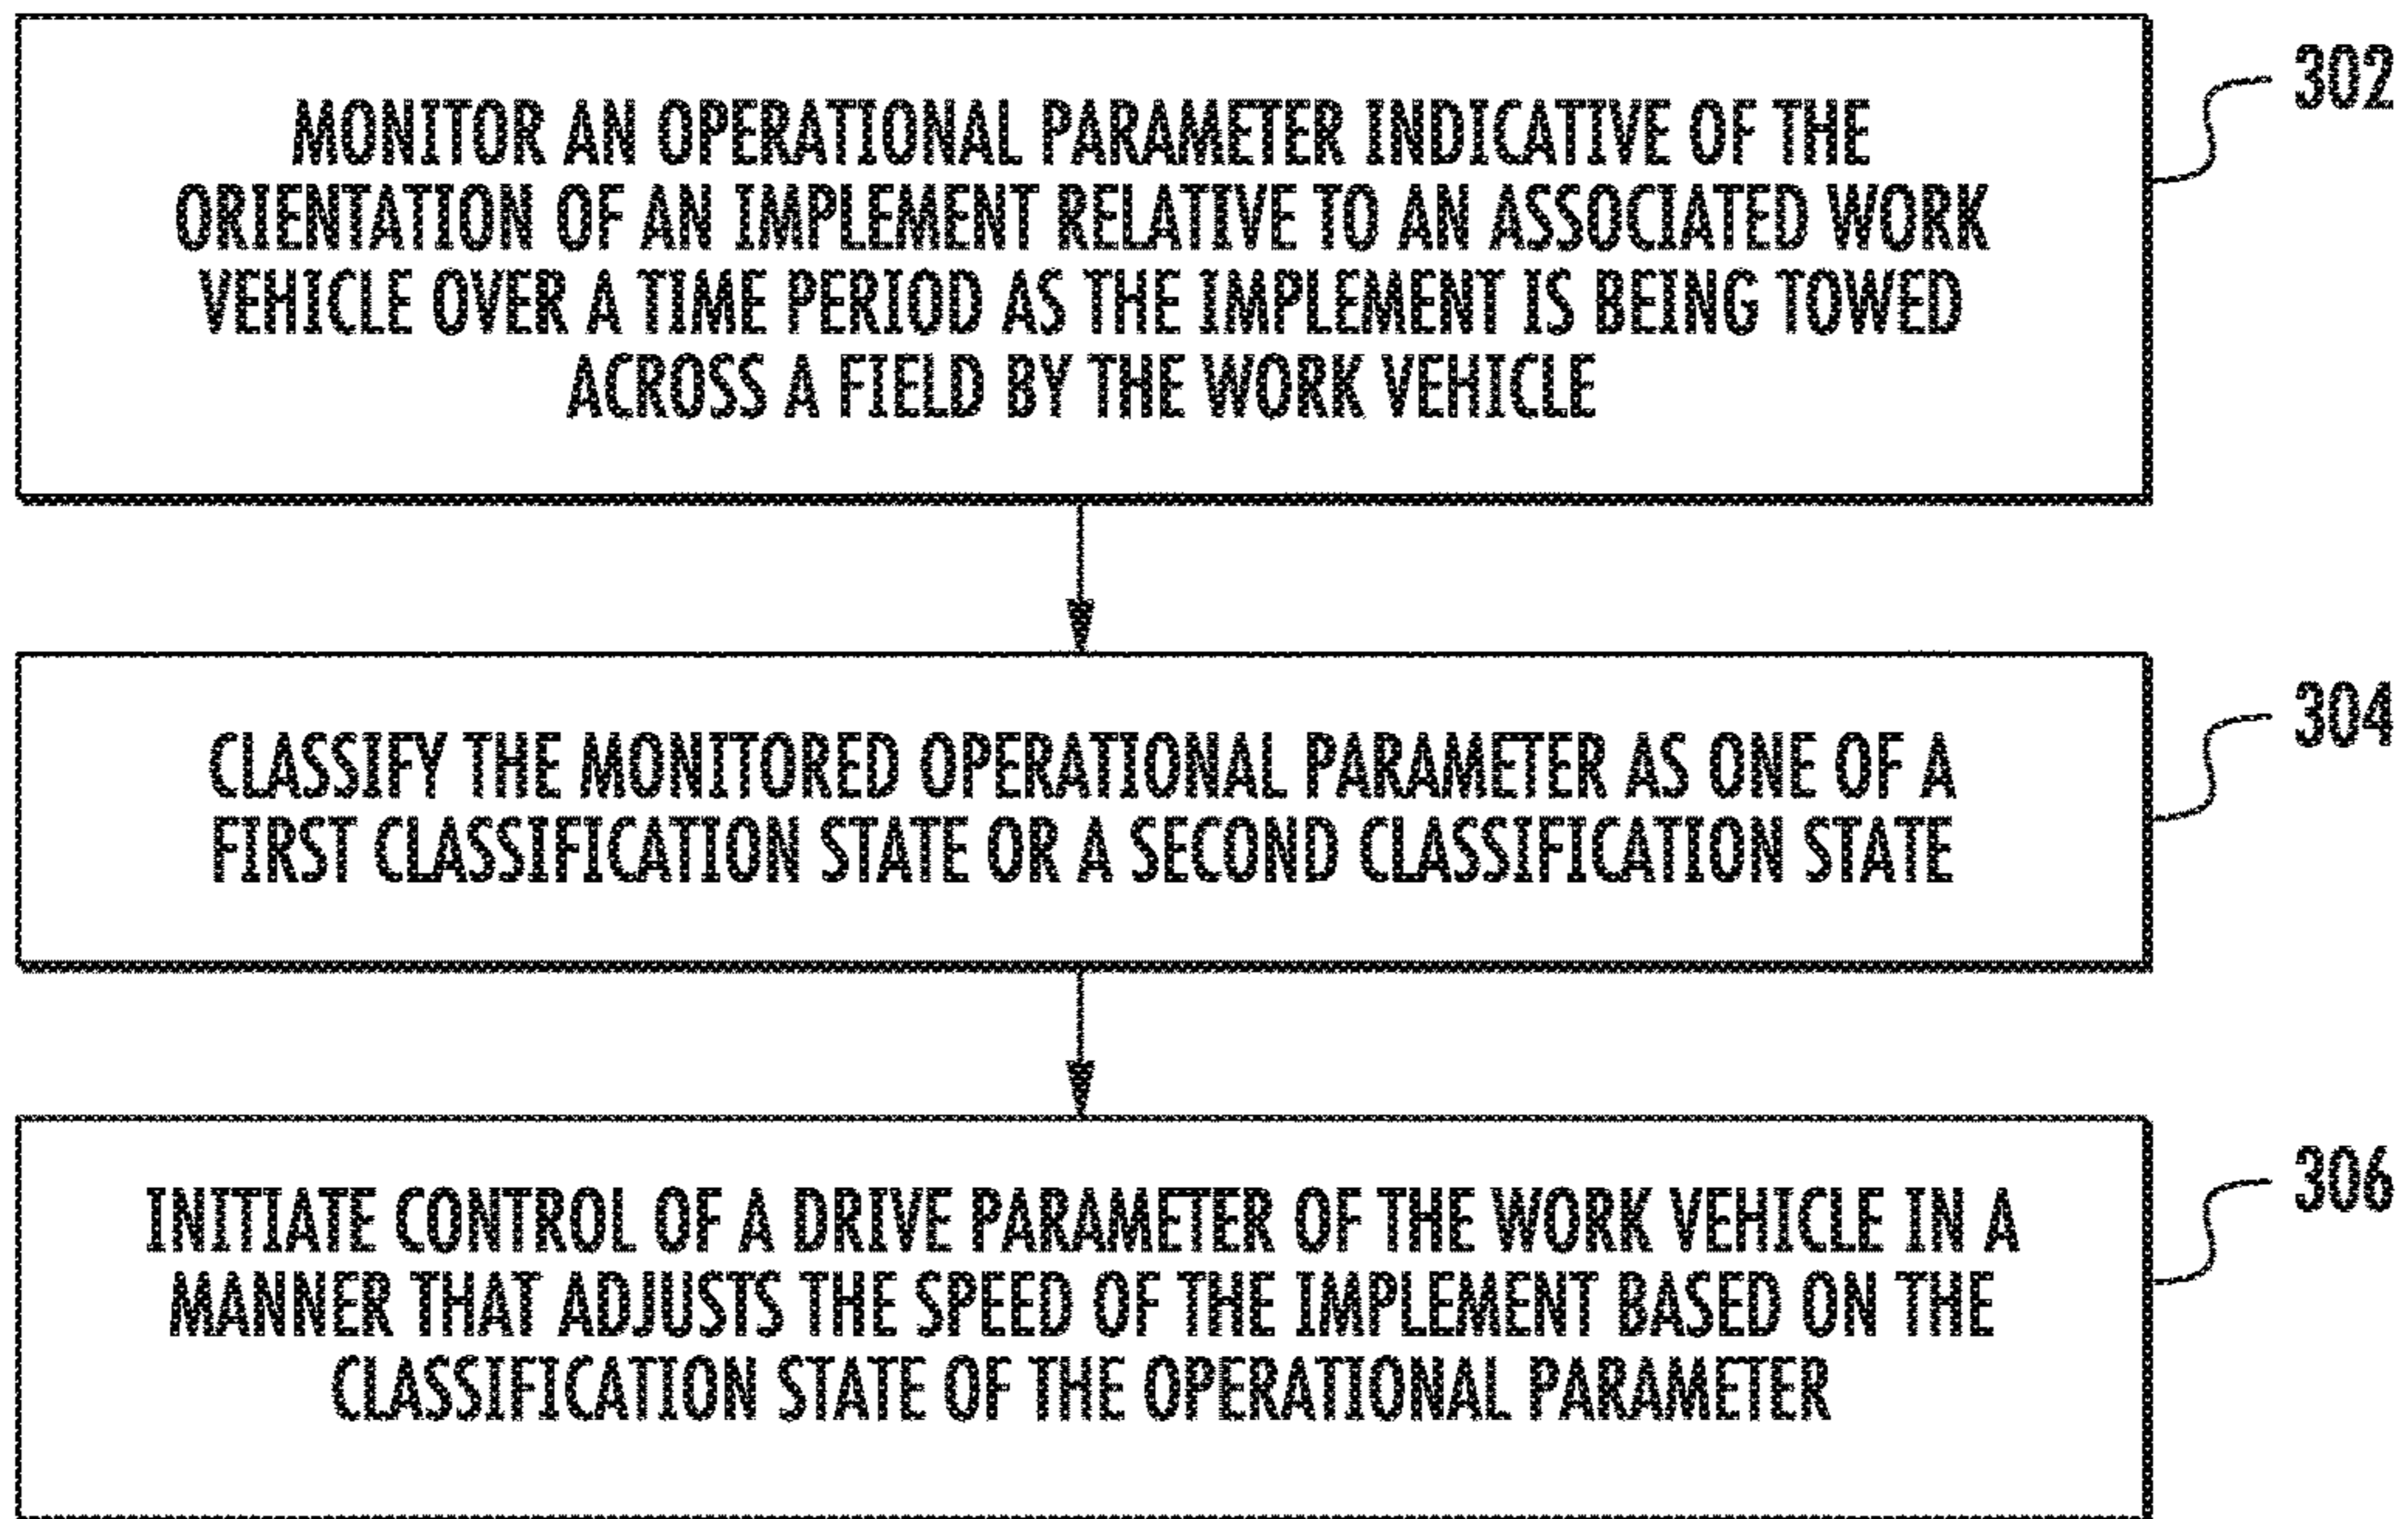 MONITOR AN OPERATIONAL PARAMETER INDICATIVE OF THE
ORIENTATION OF AN IMPLEMENT RELATIVE TO AN ASSOCIATED WORK
VEHICLE OVER A TIME PERIOD AS THE IMPLEMENT IS BEING TOWED
ACROSS A FIELD BY THE WORK VEHICLE
302
CLASSIFY THE MONITORED OPERATIONAL PARAMETER AS ONE OF A
FIRST CLASSIFICATION STATE OR A SECOND CLASSIFICATION STATE
304
INITIATE CONTROL OF A DRIVE PARAMETER OF THE WORK VEHICLE IN A
MANNER THAT ADJUSTS THE SPEED OF THE IMPLEMENT BASED ON THE
CLASSIFICATION STATE OF THE OPERATIONAL PARAMETER
306